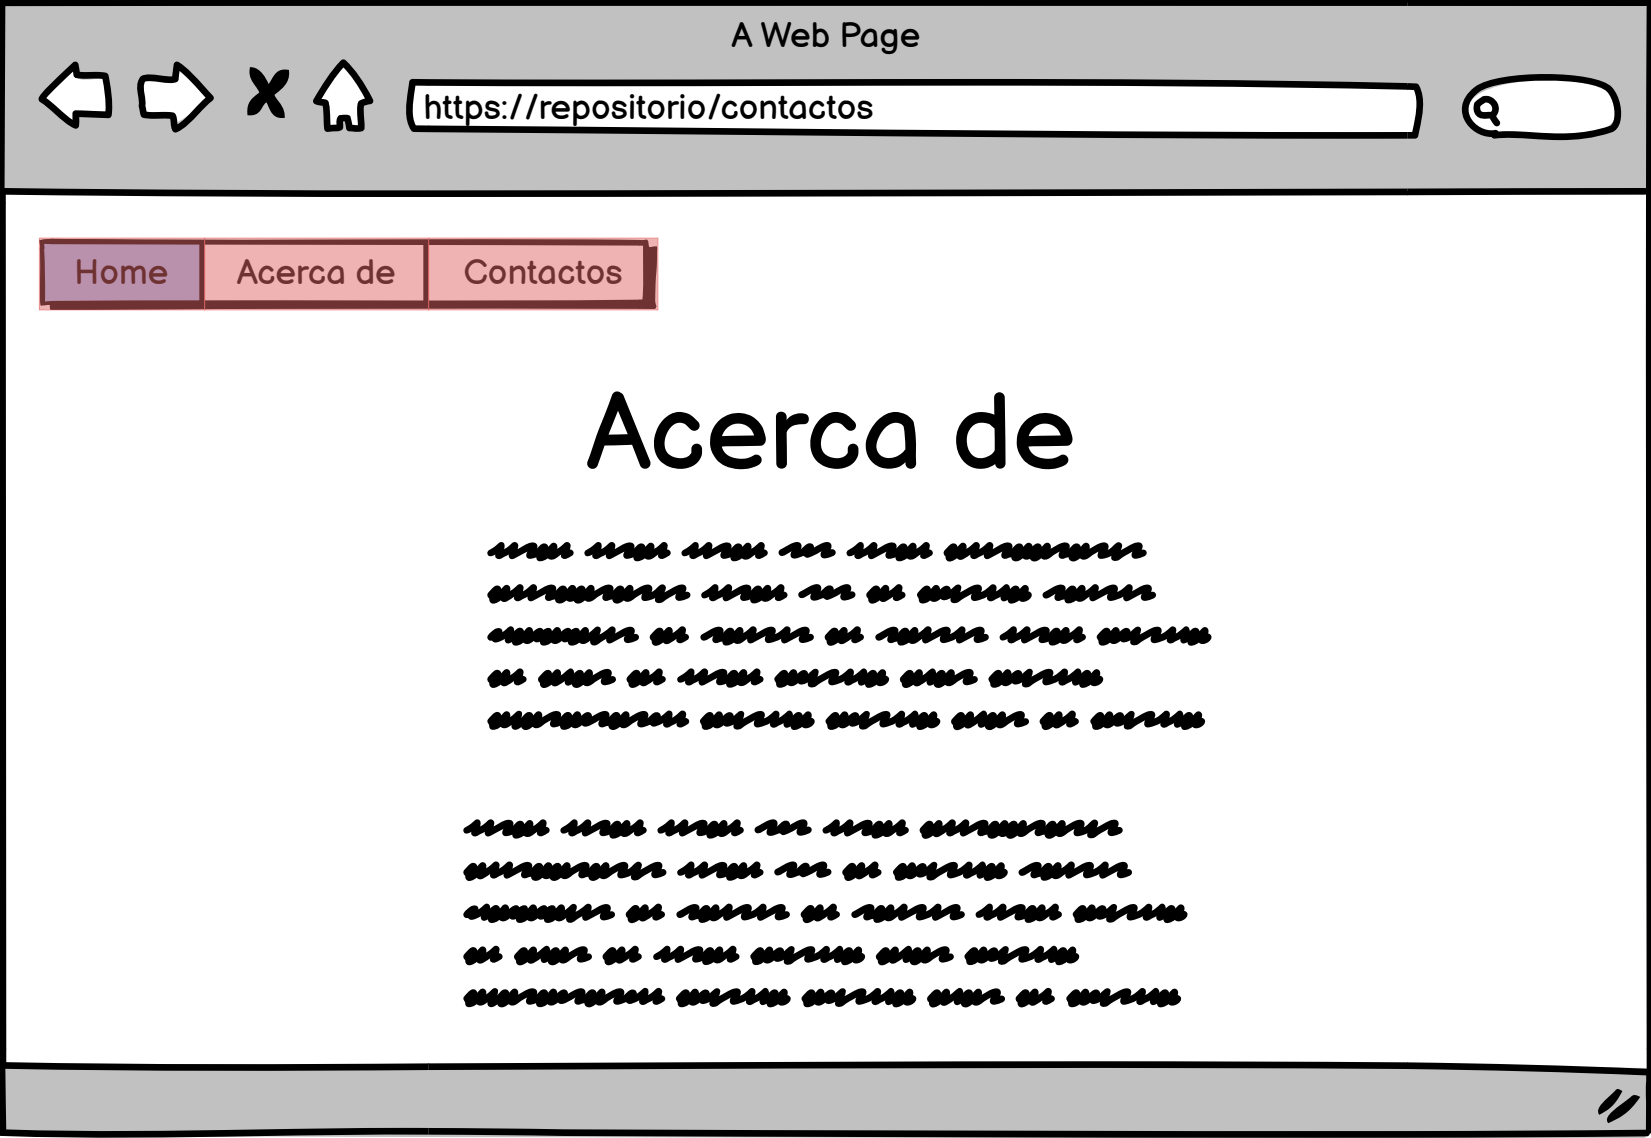 A Web Page
https://repositorio/contactos
Home Acerca de Contactos
Acerca de